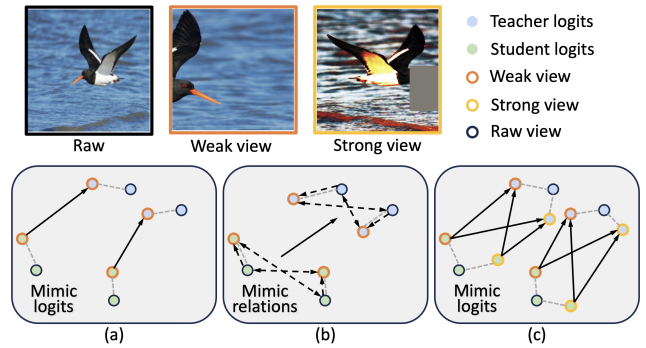 Raw
Weak view
Strong view
Teacher logits
Student logits
Weak view
Strong view
Raw view
Mimic
logits
Mimic
relations
Mimic
logits
(a)
(b)
(c)